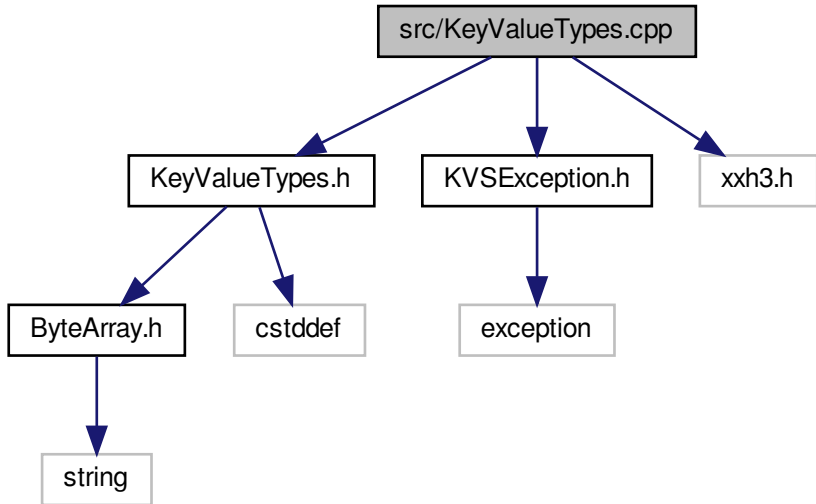 src/KeyValueTypes.cpp
KeyValueTypes.h
KVSException.h
xxh3.h
ByteArray.h
cstddef
exception
string